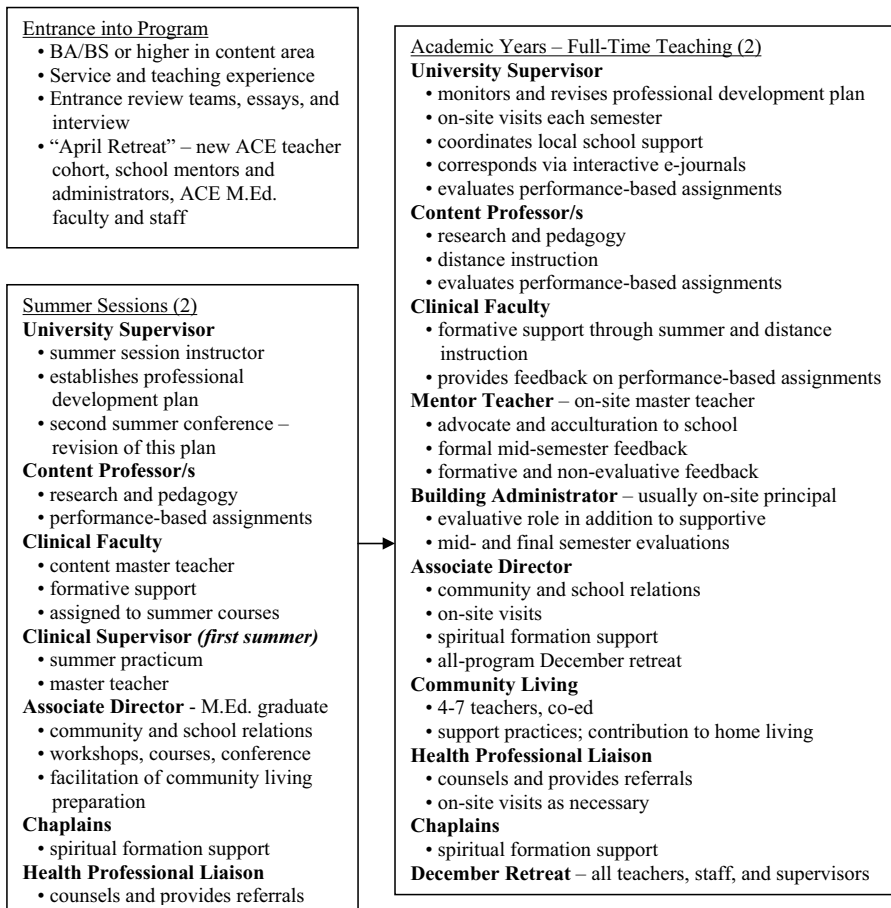 Entrance into Program
• BA/BS or higher in content area
• Service and teaching experience
• Entrance review teams, essays, and
interview
• “April Retreat” – new ACE teacher
cohort, school mentors and
administrators, ACE M.Ed.
faculty and staff
Summer Sessions (2)
University Supervisor
• summer session instructor
• establishes professional
development plan
• second summer conference –
revision of this plan
Content Professor/s
• research and pedagogy
• performance-based assignments
Clinical Faculty
• content master teacher
• formative support
• assigned to summer courses
Clinical Supervisor (first summer)
• summer practicum
• master teacher
Associate Director - M.Ed. graduate
• community and school relations
• workshops, courses, conference
• facilitation of community living
preparation
Chaplains
• spiritual formation support
Health Professional Liaison
• counsels and provides referrals
Academic Years – Full-Time Teaching (2)
University Supervisor
• monitors and revises professional development plan
• on-site visits each semester
• coordinates local school support
• corresponds via interactive e-journals
• evaluates performance-based assignments
Content Professor/s
• research and pedagogy
• distance instruction
• evaluates performance-based assignments
Clinical Faculty
• formative support through summer and distance
instruction
• provides feedback on performance-based assignments
Mentor Teacher – on-site master teacher
• advocate and acculturation to school
• formal mid-semester feedback
• formative and non-evaluative feedback
Building Administrator – usually on-site principal
• evaluative role in addition to supportive
• mid- and final semester evaluations
Associate Director
• community and school relations
• on-site visits
• spiritual formation support
• all-program December retreat
Community Living
• 4-7 teachers, co-ed
• support practices; contribution to home living
Health Professional Liaison
• counsels and provides referrals
• on-site visits as necessary
Chaplains
• spiritual formation support
December Retreat – all teachers, staff, and supervisors